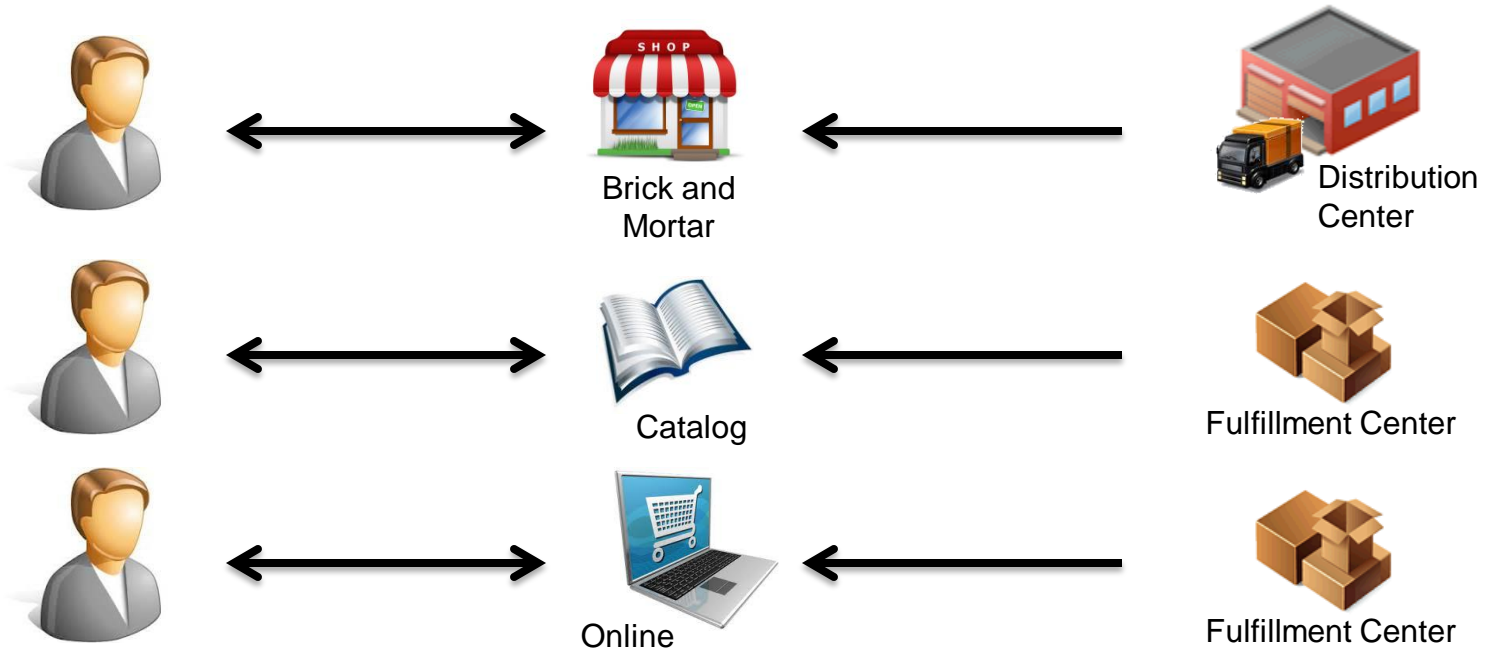 SHOP
OPEN
Brick and
Mortar
Distribution
Center
Catalog
Fulfillment Center
Online
Fulfillment Center